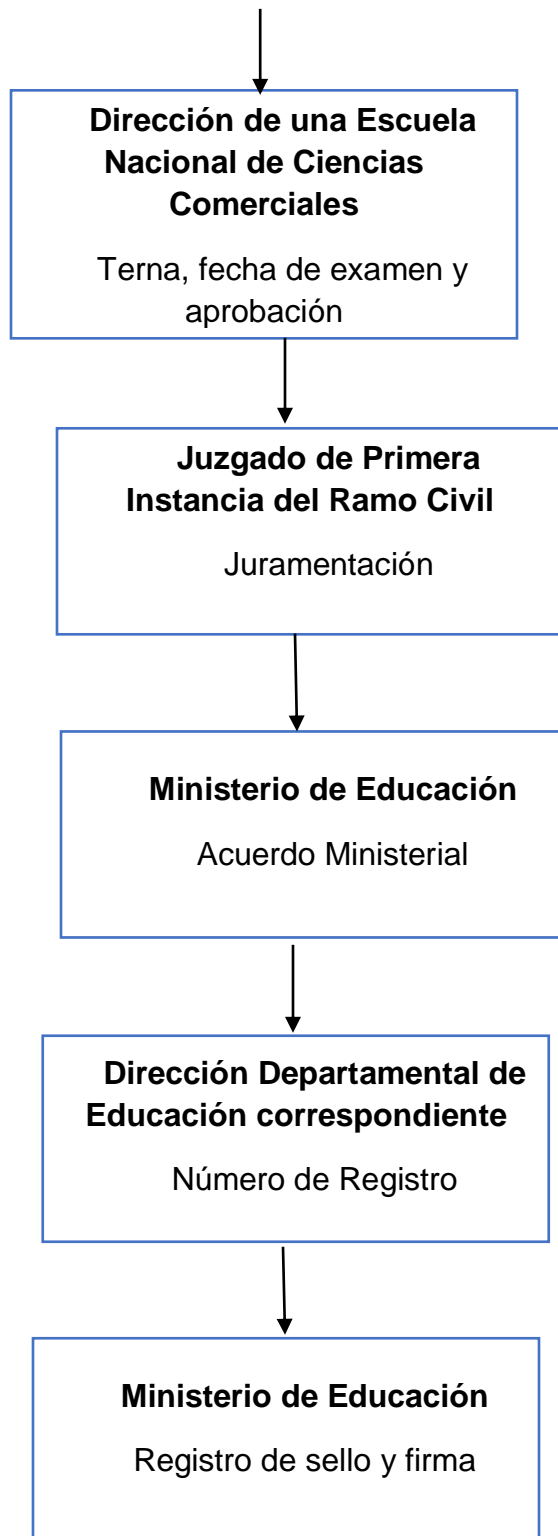 Dirección de una Escuela
Nacional de Ciencias
Comerciales
Terna, fecha de examen y
aprobación
Juzgado de Primera
Instancia del Ramo Civil
Juramentación
Ministerio de Educación
Acuerdo Ministerial
Dirección Departamental de
Educación correspondiente
Número de Registro
Ministerio de Educación
Registro de sello y firma